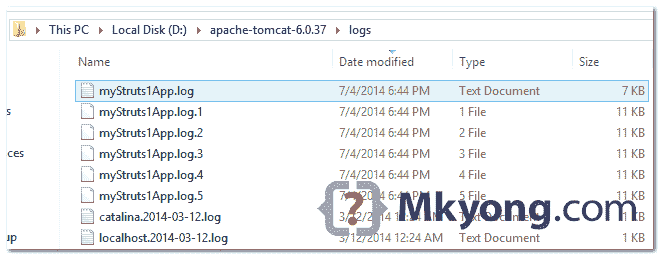 This PC › Local Disk (D:) › apache-tomcat-6.0.37 › logs
Name Date modified Type Size
myStruts1App.log 7/4/2014 6:44 PM Text Document 7 KB
myStruts1App.log.1 7/4/2014 6:44 PM 1 File 11 KB
s
myStruts1App.log.2 7/4/2014 6:44 PM 2 File 11 KB
ces myStruts1App.log.3 7/4/2014 6:44 PM 3 File 11 KB
myStruts1App.log.4 7/4/2014 6:44 PM 4 File 11 KB
myStruts1App.log.5 7/4/2014 6:44 PM 5 File 11 KB
catalina.2014-03-12.log 1 KB
up localhost.2014-03-12.log 3/12/2014 12:24 AM Text Document 1 KB
Mkyong.com